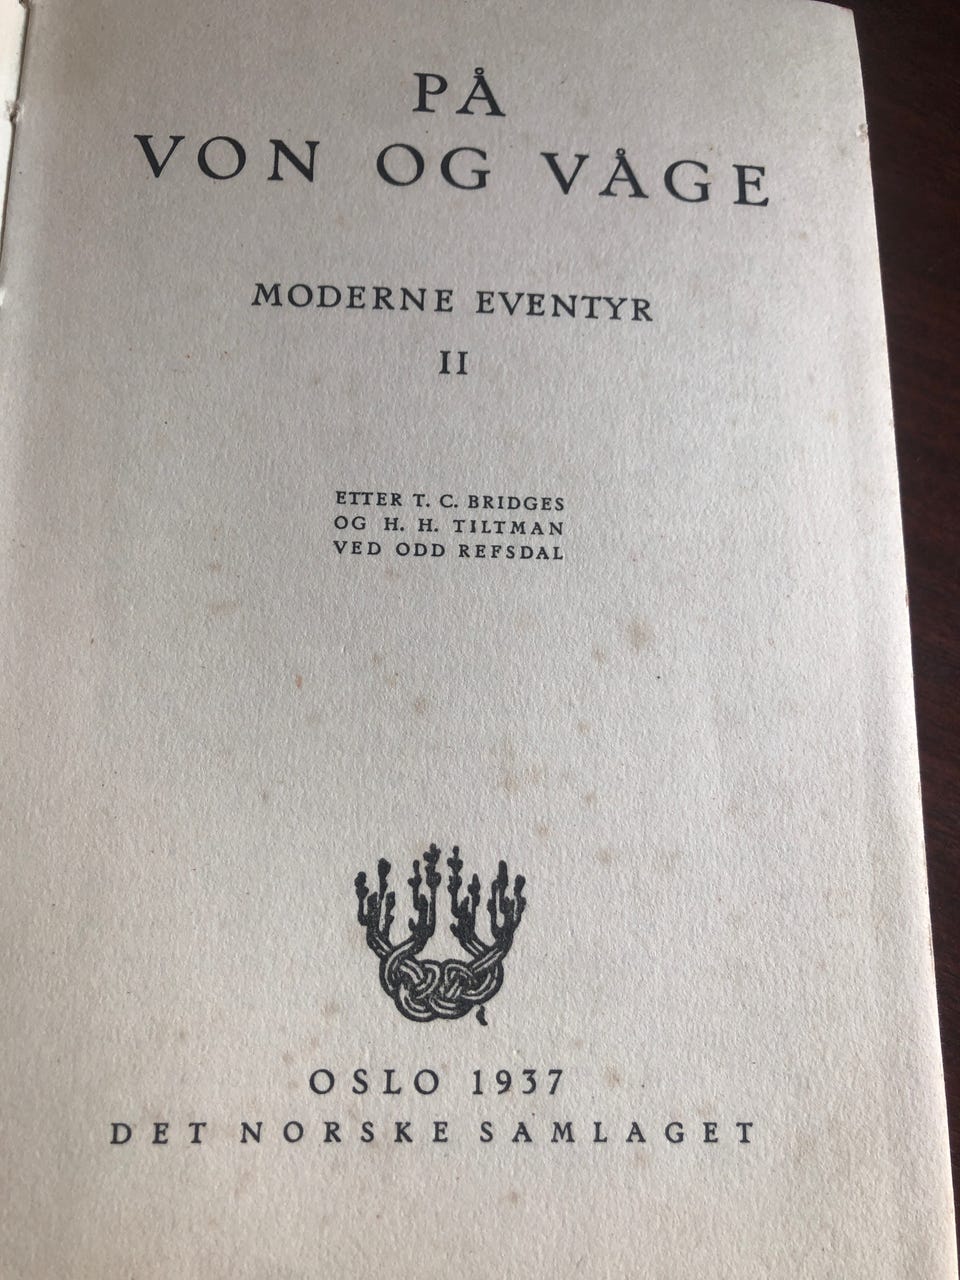 PÅ
VON OG VÅGE
MODERNE EVENTYR
II
ETTER T. C. BRIDGES
OG H. H. TILTMAN
VED ODD REFSDAL
OSLO 1937
DET NORSKE SAMLAGET